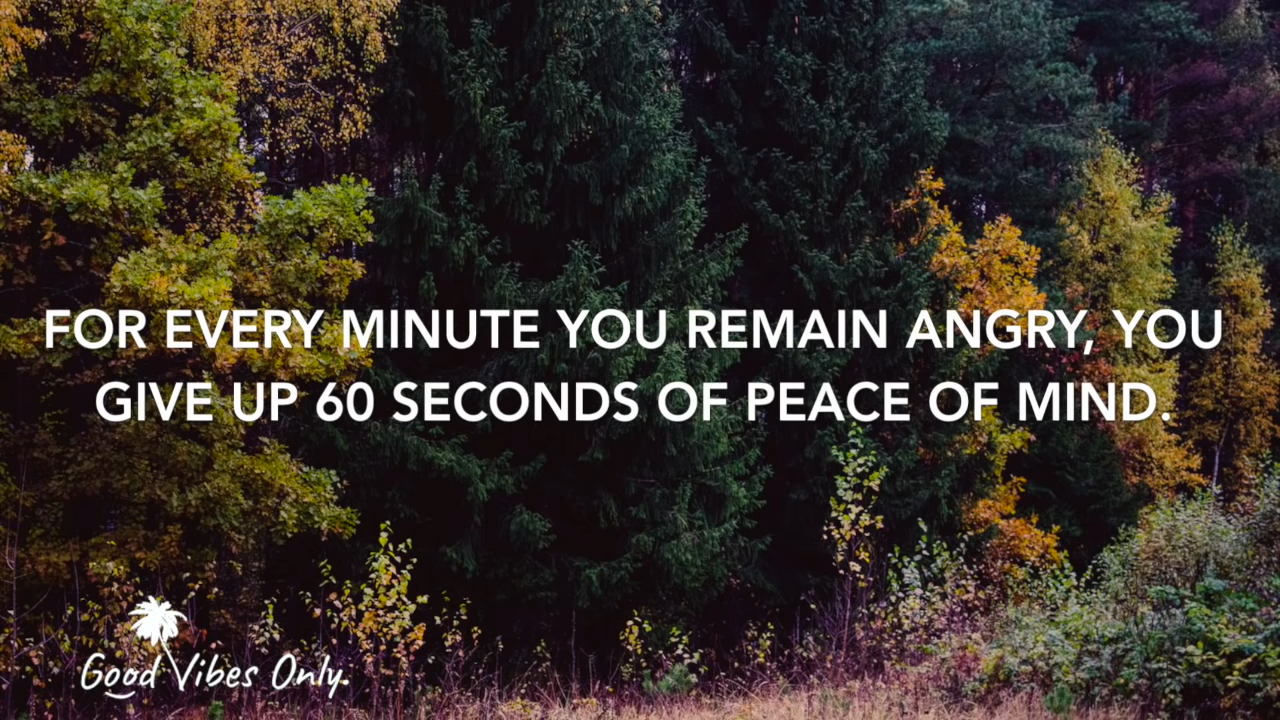 FOR EVERY MINUTE YOU REMAIN ANGRY, YOU
GIVE UP 60 SECONDS OF PEACE OF MIND.
Good Vibes Only.